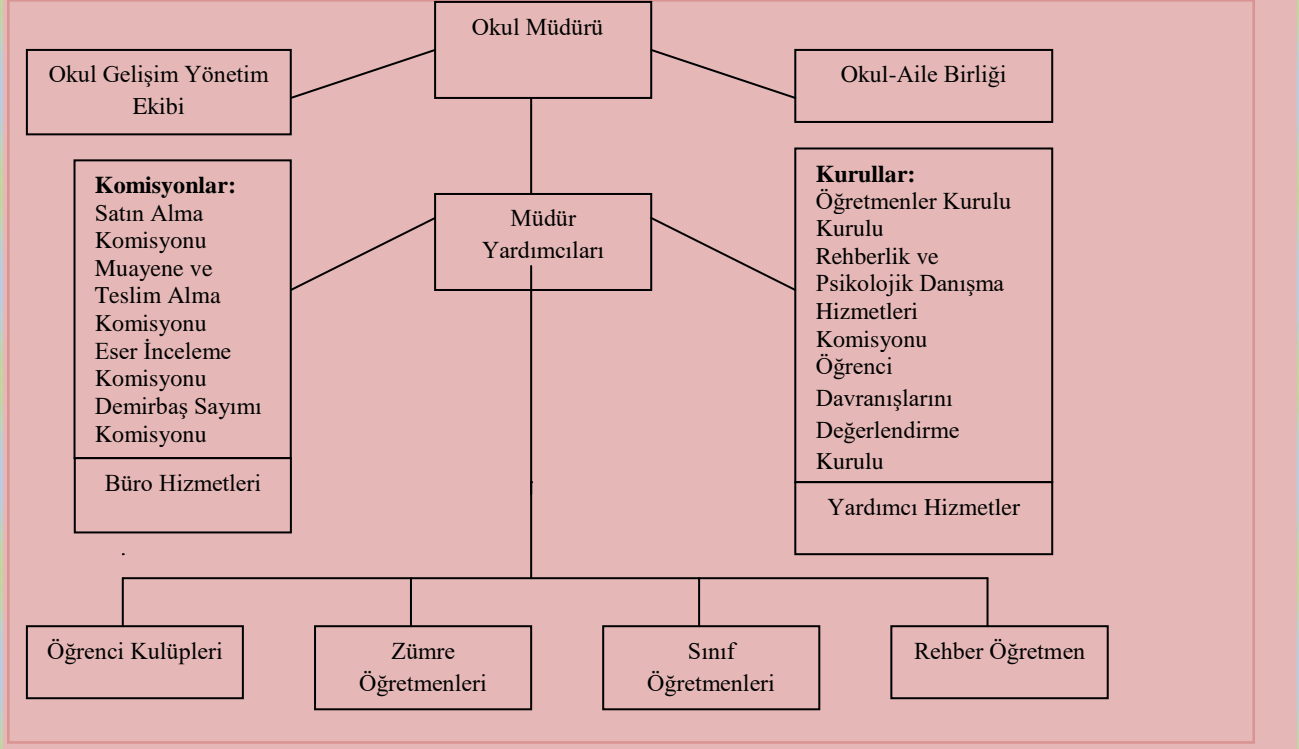 Okul Müdürü
Okul Gelişim Yönetim
Ekibi
Okul-Aile Birliği
Komisyonlar:
Satın Alma
Komisyonu
Muayene ve
Teslim Alma
Komisyonu
Eser İnceleme
Komisyonu
Demirbaş Sayımı
Komisyonu
Büro Hizmetleri
.
Müdür
Yardımcıları
Kurullar:
Öğretmenler Kurulu
Kurulu
Rehberlik ve
Psikolojik Danışma
Hizmetleri
Komisyonu
Öğrenci
Davranışlarını
Değerlendirme
Kurulu
Yardımcı Hizmetler
Öğrenci Kulüpleri
Zümre
Öğretmenleri
Sınıf
Öğretmenleri
Rehber Öğretmen